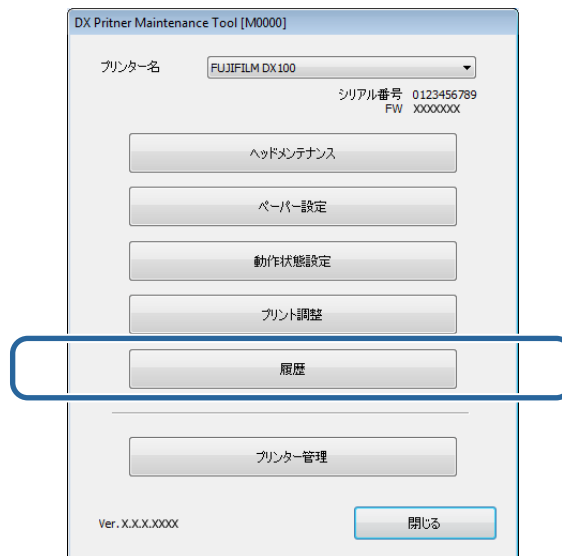 DX Pritner Maintenance Tool [M0000]
プリンター名 FUJIFILM DX100
シリアル番号 0123456789
FW XXXXXXX
ヘッドメンテナンス
ペーパー設定
動作状態設定
プリント調整
履歴
プリンター管理
Ver. X.X.X.XXXX 閉じる